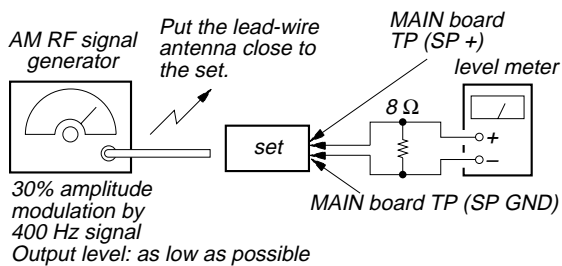 AM RF signal
generator
Put the lead-wire
antenna close to
the set.
MAIN board
TP (SP +)
level meter
8 Ω
set
+
–
MAIN board TP (SP GND)
30% amplitude
modulation by
400 Hz signal
Output level: as low as possible